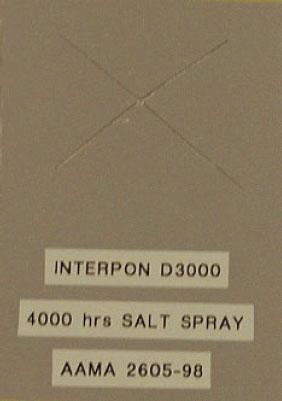 INTERPON D3000
4000 hrs SALT SPRAY
AAMA 2605-98